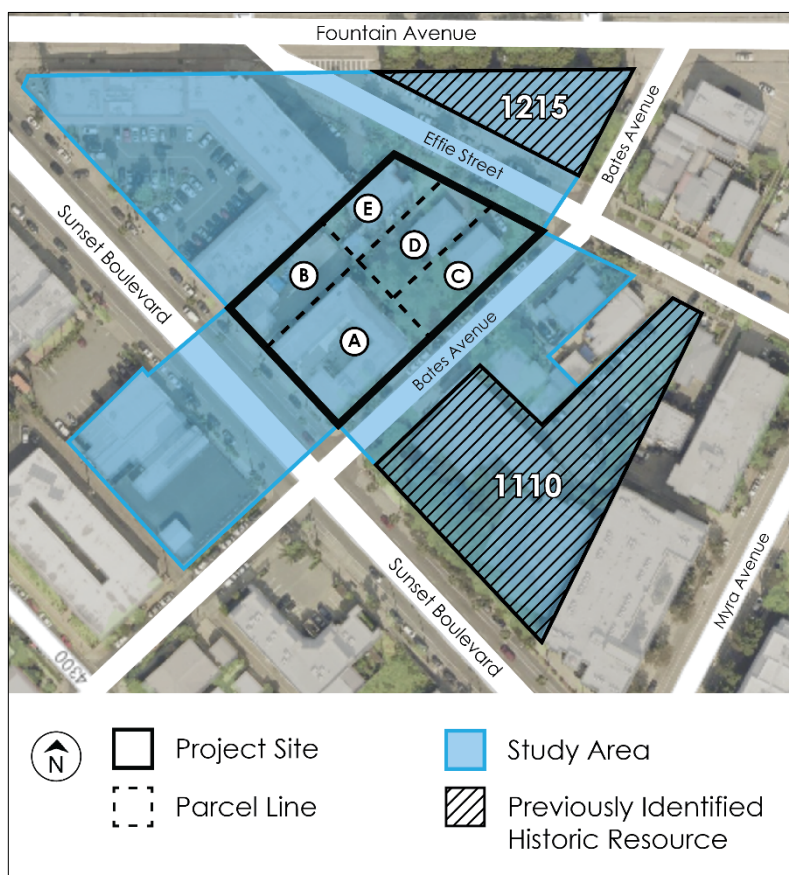 Fountain Avenue
1215
Effie Street
Bates Avenue
E
Sunset Boulevard
D
B
C
A
Bates Avenue
1110
Sunset Boulevard
Myra Avenue
4300
N
Project Site
Study Area
Parcel Line
Previously Identified
Historic Resource